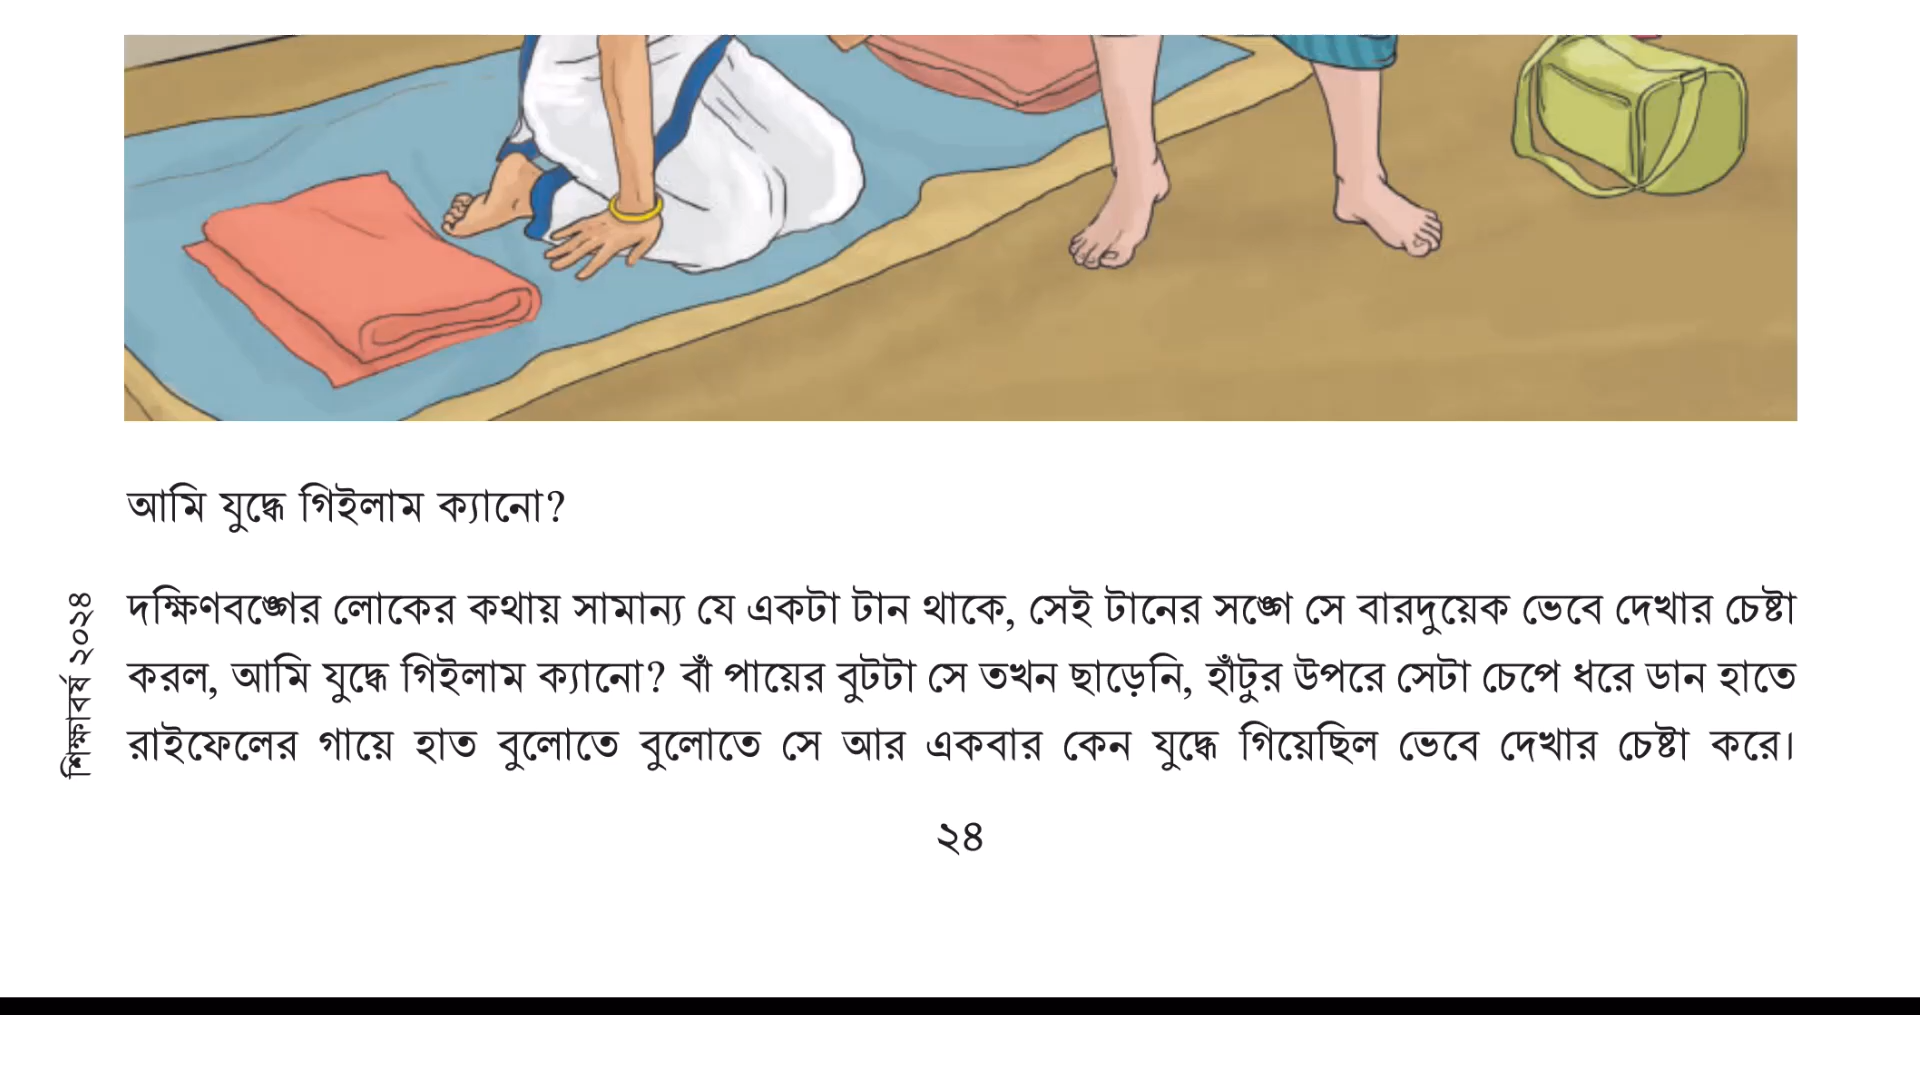 আমি যুদ্ধে গিইলাম ক্যানো?
দক্ষিণবঙ্গের লোকের কথায় সামান্য যে একটা টান থাকে, সেই টানের সঙ্গে সে বারদুয়েক ভেবে দেখার চেষ্টা
করল, আমি যুদ্ধে গিইলাম ক্যানো? বাঁ পায়ের বুটটা সে তখন ছাড়েনি, হাঁটুর উপরে সেটা চেপে ধরে ডান হাতে
রাইফেলের গায়ে হাত বুলোতে বুলোতে সে আর একবার কেন যুদ্ধে গিয়েছিল ভেবে দেখার চেষ্টা করে।
শিক্ষাবর্ষ ২০২৪
২৪